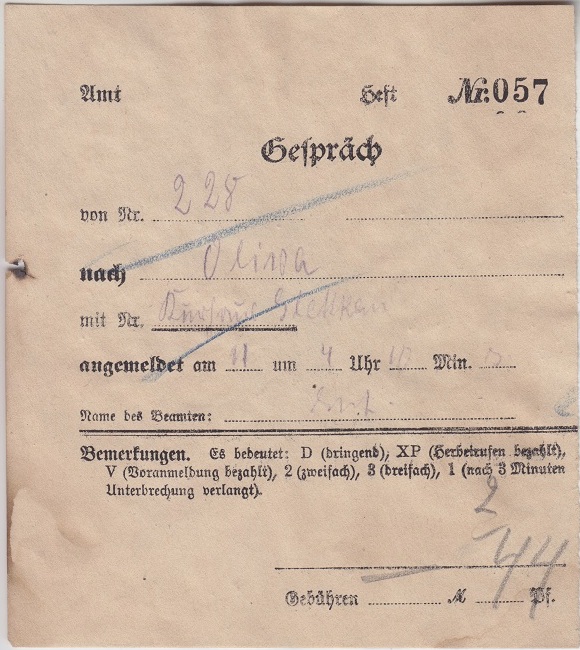 Amt Heft Nr. 057
Gespräch
von Nr. 228
nach Oliva
mit Nr. Kurhaus Glettkau
angemeldet am 11 um 4 Uhr Min.
Name des Beamten:
Bemerkungen. Es bedeutet: D (dringend), XP (Herbeirufen bezahlt),
V (Voranmeldung bezahlt), 2 (zweifach), 3 (dreifach), 1 (nach 3 Minuten
Unterbrechung verlangt).
2
44
Gebühren M Pf.